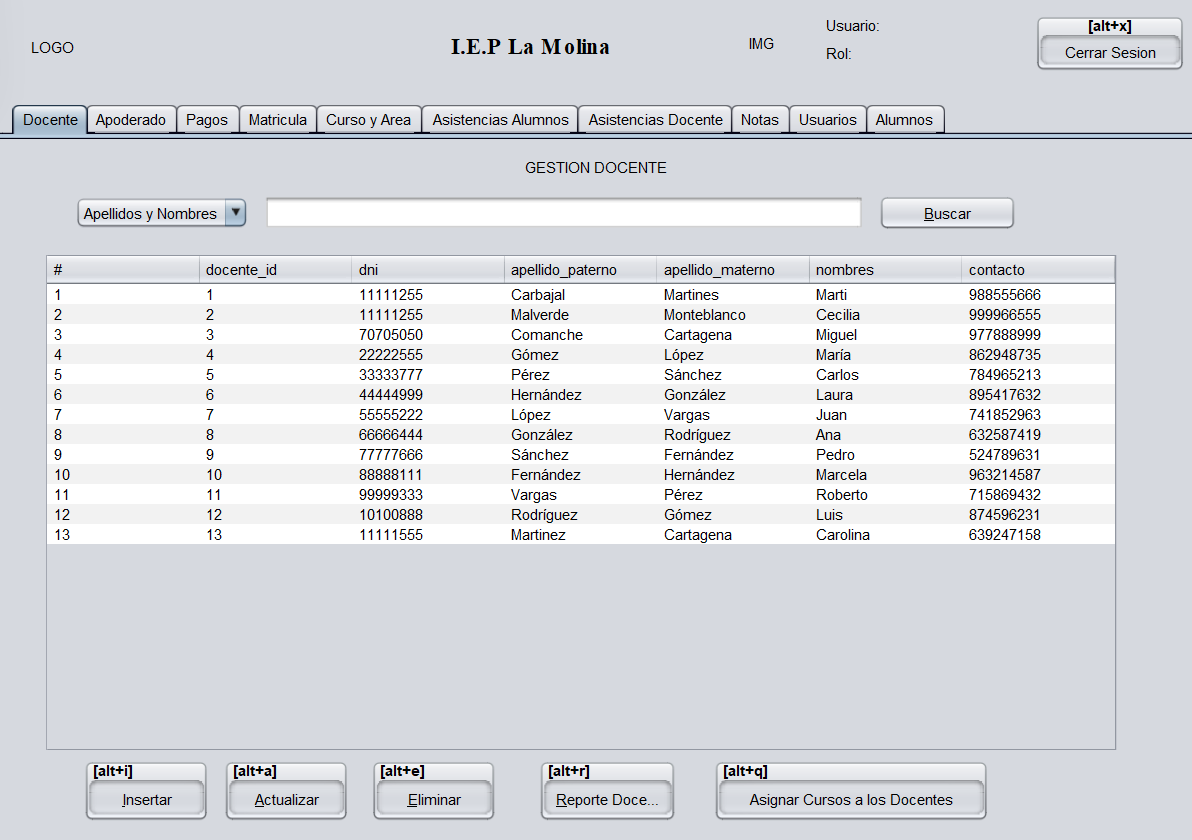 LOGO
I.E.P La Molina
IMG
Usuario:
Rol:
[alt+x]
Cerrar Sesion
Docente Apoderado Pagos Matricula Curso y Area Asistencias Alumnos Asistencias Docente Notas Usuarios Alumnos
GESTION DOCENTE
Apellidos y Nombres Buscar
# docente_id dni apellido_paterno apellido_materno nombres contacto
1 1 11111255 Carbajal Martines Marti 988555666
2 2 11111255 Malverde Monteblanco Cecilia 999966555
3 3 70705050 Comanche Cartagena Miguel 977888999
4 4 22222555 Gómez López María 862948735
5 5 33333777 Pérez Sánchez Carlos 784965213
6 6 44444999 Hernández González Laura 895417632
7 7 55555222 López Vargas Juan 741852963
8 8 66666444 González Rodríguez Ana 632587419
9 9 77777666 Sánchez Fernández Pedro 524789631
10 10 88888111 Fernández Hernández Marcela 963214587
11 11 99999333 Vargas Pérez Roberto 715869432
12 12 10100888 Rodríguez Gómez Luis 874596231
13 13 11111555 Martinez Cartagena Carolina 639247158
[alt+i] [alt+a] [alt+e] [alt+r] [alt+q]
Insertar Actualizar Eliminar Reporte Doce... Asignar Cursos a los Docentes